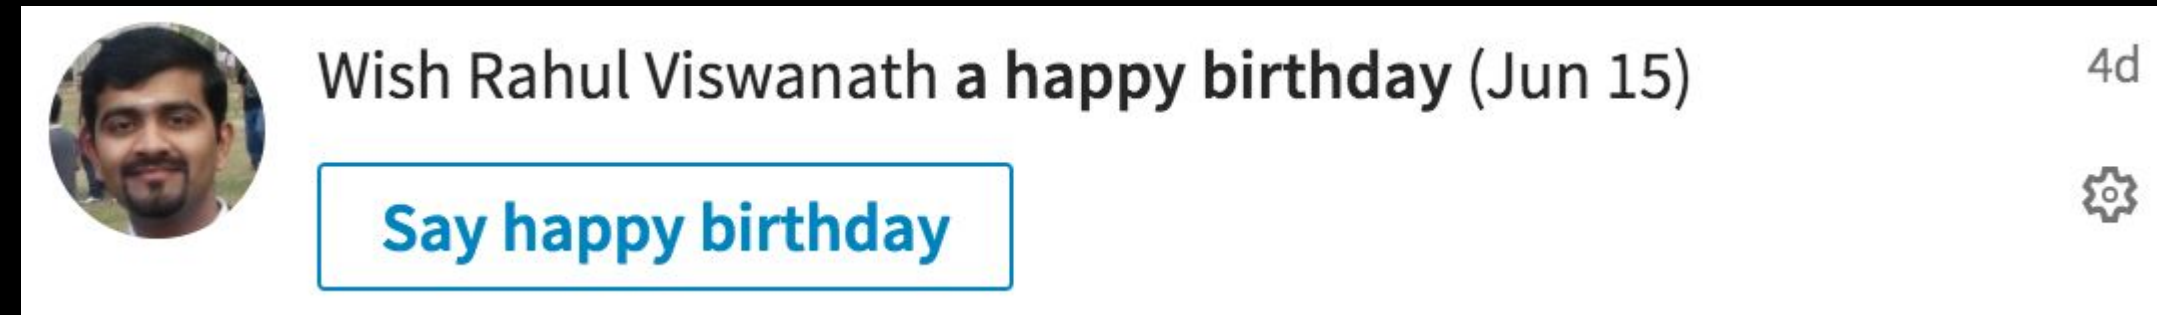 Wish Rahul Viswanath a happy birthday (Jun 15)
4d
Say happy birthday